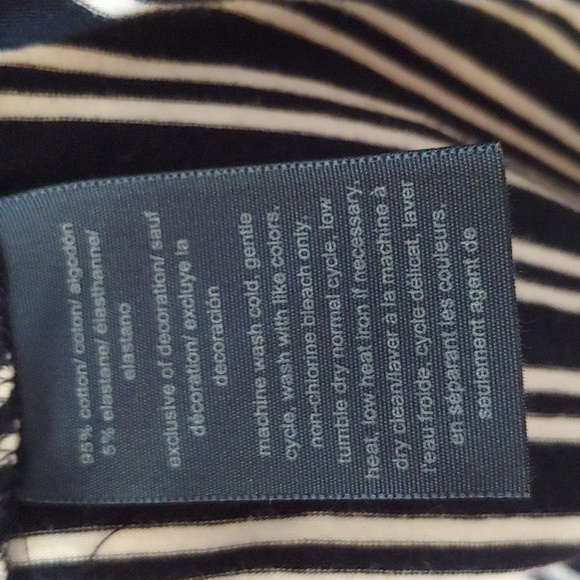 95% cotton/ coton/ algodón
5% elastane/ élasthanne/
elastano
exclusive of decoration/ sauf
décoration/ excluye la
decoración
machine wash cold, gentle
cycle, wash with like colors.
non-chlorine bleach only.
tumble dry normal cycle, low
heat, low heat iron if necessary.
dry clean/laver à la machine à
l'eau froide, cycle délicat, laver
en séparant les couleurs.
seulement agent de